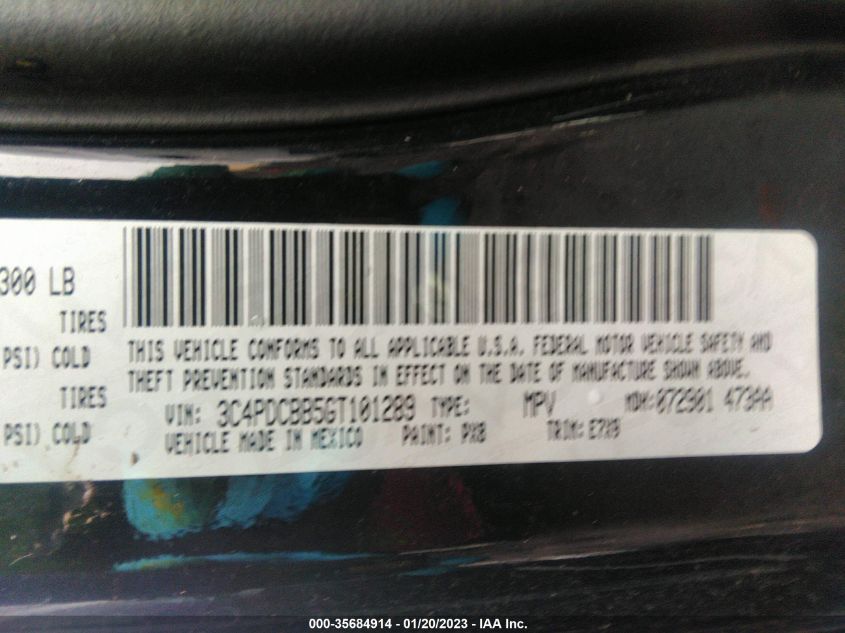 300 LB
TIRES
PSI) COLD
TIRES
PSI) COLD
THIS VEHICLE CONFORMS TO ALL APPLICABLE U.S.A. FEDERAL MOTOR VEHICLE SAFETY AND
THEFT PREVENTION STANDARDS IN EFFECT ON THE DATE OF MANUFACTURE SHOWN ABOVE.
VIN: 3C4PDCBB5GT101289 TYPE: MPV MDH:072901 473AA
VEHICLE MADE IN MEXICO PAINT: PX8 TRIM: E7X9
000-35684914 - 01/20/2023 - IAA Inc.